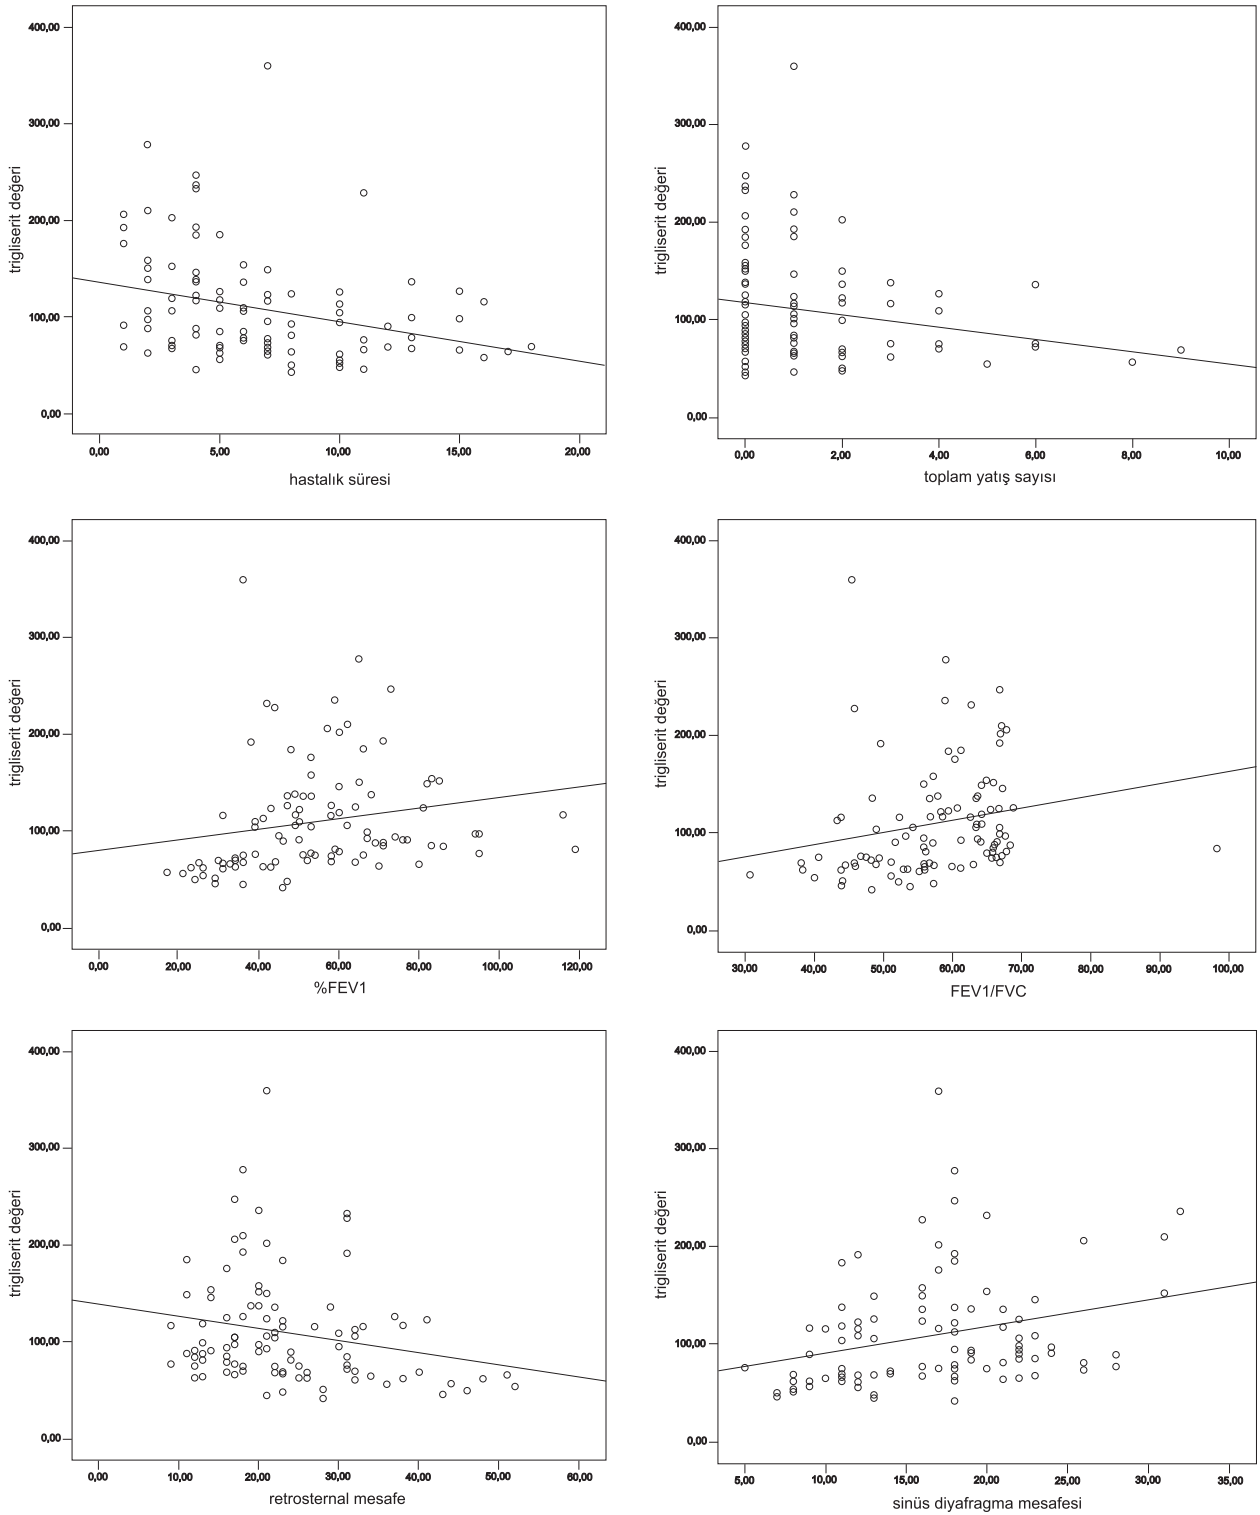 400,00
300,00
200,00
100,00
0,00
trigliserit değeri
0,00 5,00 10,00 15,00 20,00
hastalık süresi
400,00
300,00
200,00
100,00
0,00
trigliserit değeri
0,00 2,00 4,00 6,00 8,00 10,00
toplam yatış sayısı
400,00
300,00
200,00
100,00
0,00
trigliserit değeri
0,00 20,00 40,00 60,00 80,00 100,00 120,00
%FEV1
400,00
300,00
200,00
100,00
0,00
trigliserit değeri
30,00 40,00 50,00 60,00 70,00 80,00 90,00 100,00
FEV1/FVC
400,00
300,00
200,00
100,00
0,00
trigliserit değeri
0,00 10,00 20,00 30,00 40,00 50,00 60,00
retrosternal mesafe
400,00
300,00
200,00
100,00
0,00
trigliserit değeri
5,00 10,00 15,00 20,00 25,00 30,00 35,00
sinüs diyafragma mesafesi